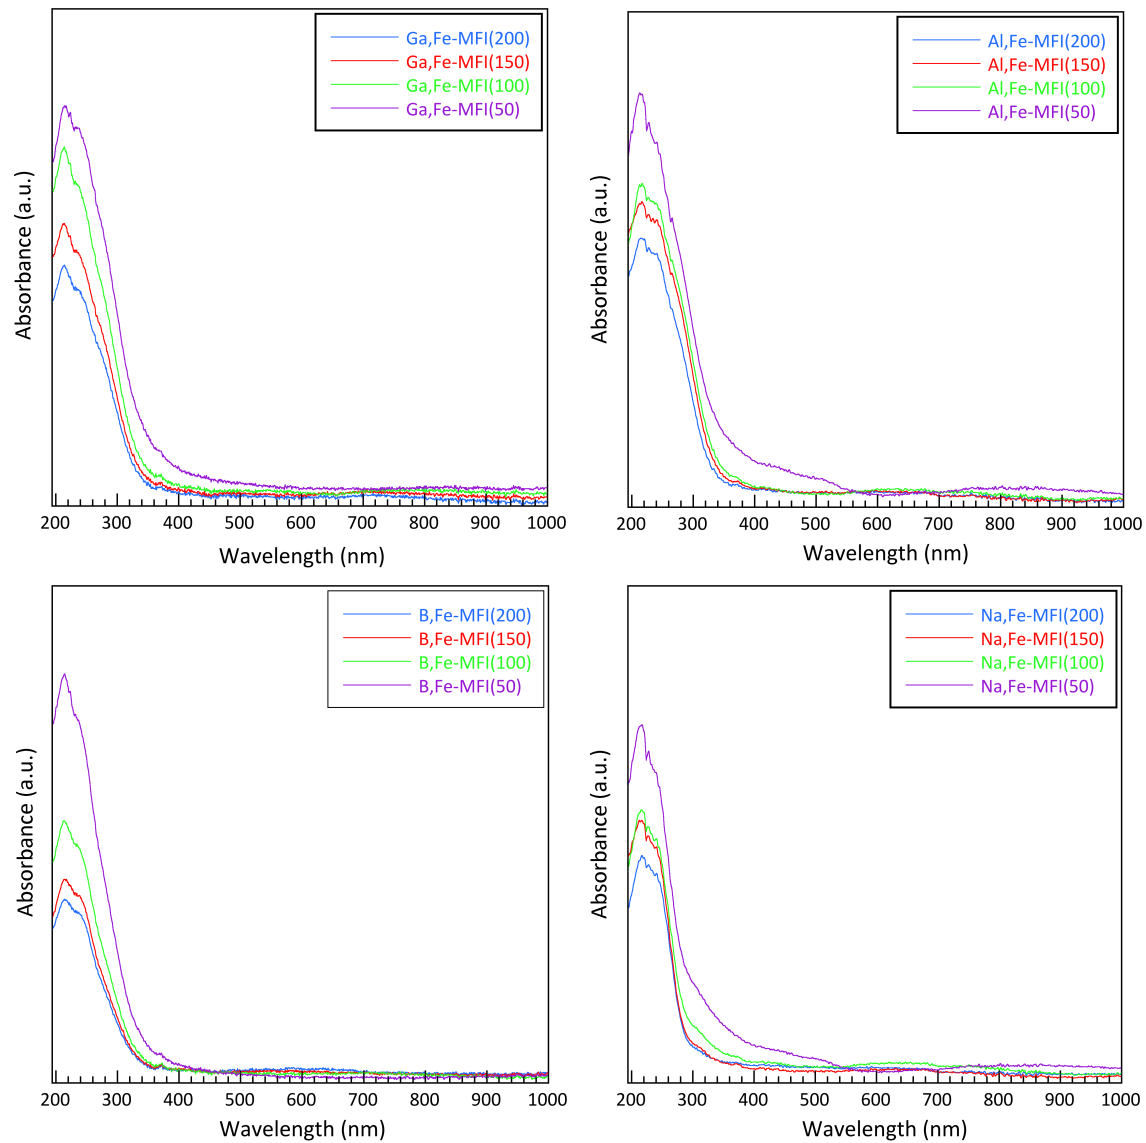 Ga,Fe-MFI(200)
Ga,Fe-MFI(150)
Ga,Fe-MFI(100)
Ga,Fe-MFI(50)
Absorbance (a.u.)
200 300 400 500 600 700 800 900 1000
Wavelength (nm)
Al,Fe-MFI(200)
Al,Fe-MFI(150)
Al,Fe-MFI(100)
Al,Fe-MFI(50)
Absorbance (a.u.)
200 300 400 500 600 700 800 900 1000
Wavelength (nm)
B,Fe-MFI(200)
B,Fe-MFI(150)
B,Fe-MFI(100)
B,Fe-MFI(50)
Absorbance (a.u.)
200 300 400 500 600 700 800 900 1000
Wavelength (nm)
Na,Fe-MFI(200)
Na,Fe-MFI(150)
Na,Fe-MFI(100)
Na,Fe-MFI(50)
Absorbance (a.u.)
200 300 400 500 600 700 800 900 1000
Wavelength (nm)